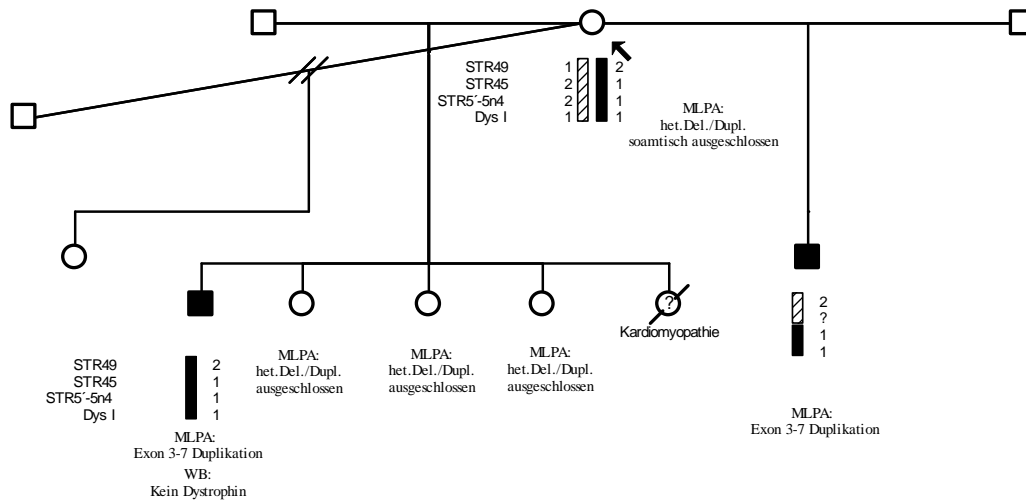 STR49 1 2
STR45 2 1
STR5´-5n4 2 1
Dys I 1 1
MLPA:
het.Del./Dupl.
soamtisch ausgeschlossen
?
Kardiomyopathie
2
?
1
1
STR49 2
STR45 1
STR5´-5n4 1
Dys I 1
MLPA:
Exon 3-7 Duplikation
WB:
Kein Dystrophin
MLPA:
het.Del./Dupl.
ausgeschlossen
MLPA:
het.Del./Dupl.
ausgeschlossen
MLPA:
het.Del./Dupl.
ausgeschlossen
MLPA:
Exon 3-7 Duplikation